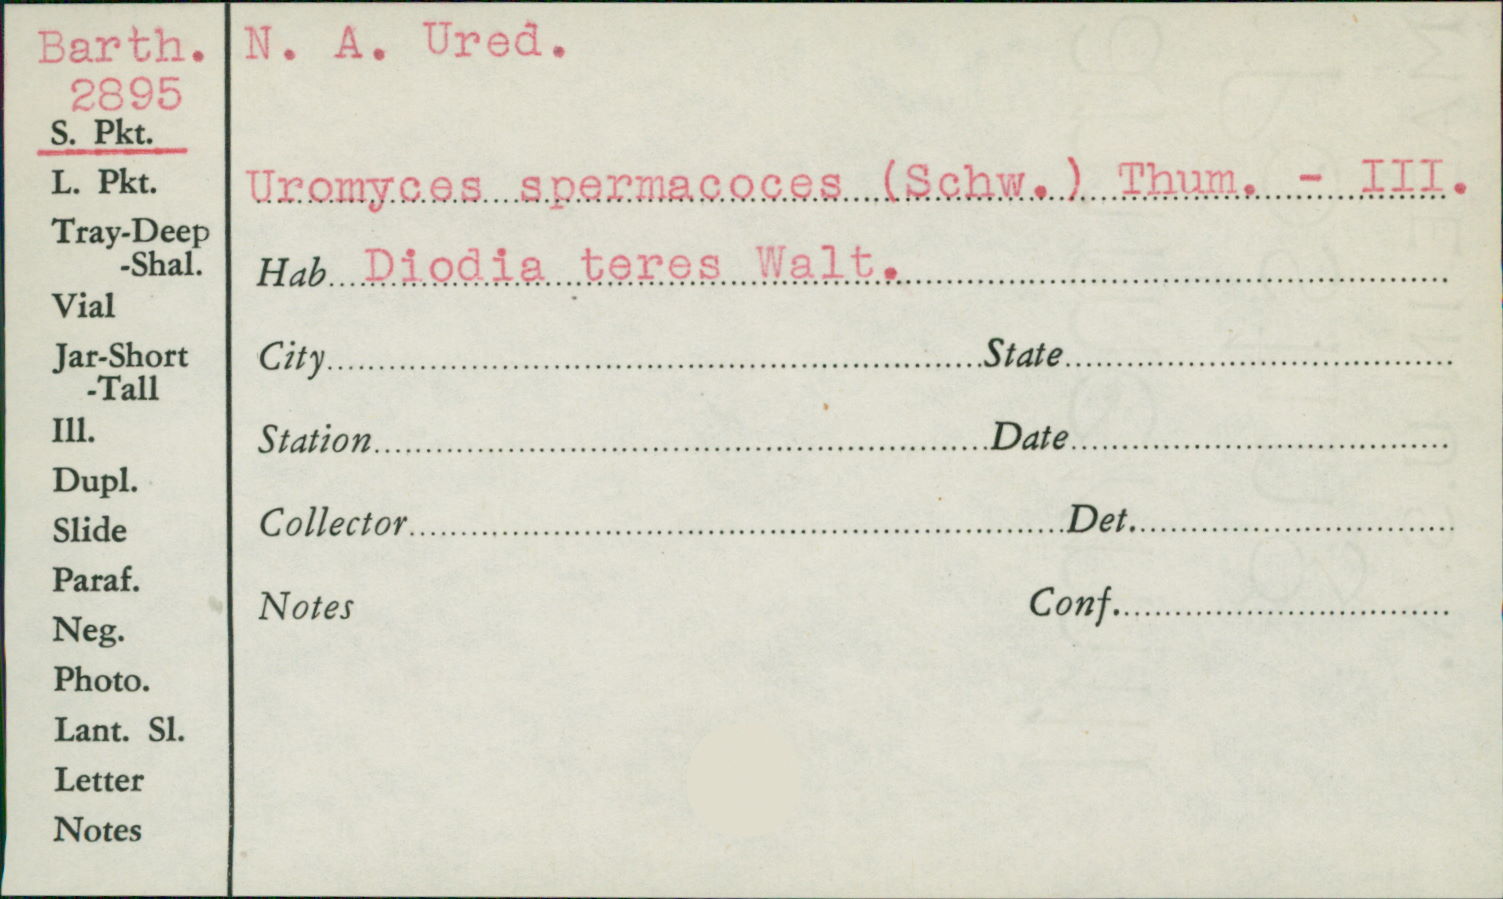 Barth.
2895
S. Pkt.
L. Pkt.
Tray-Deep
-Shal.
Vial
Jar-Short
-Tall
Ill.
Dupl.
Slide
Paraf.
Neg.
Photo.
Lant. Sl.
Letter
Notes
N. A. Ured.
Uromyces spermacoces (Schw.) Thum. - III.
Hab Diodia teres Walt.
City State
Station Date
Collector Det.
Notes Conf.